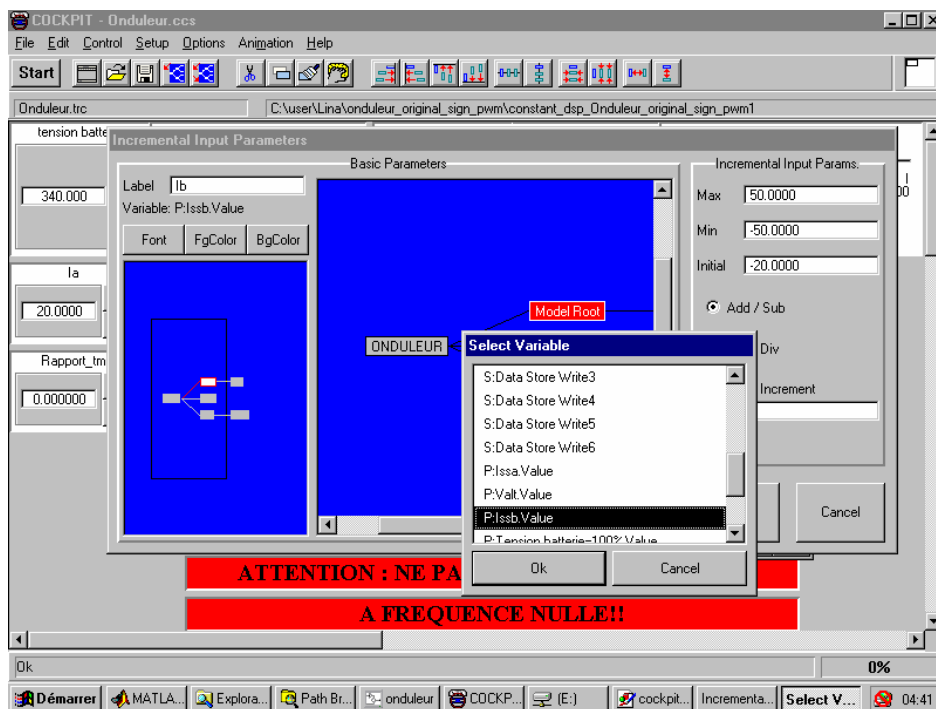 COCKPIT - Onduleur.ccs
File Edit Control Setup Options Animation Help
Start
Onduleur.trc C:\user\Lina\onduleur_original_sign_pwm\constant_dsp_Onduleur_original_sign_pwm1
tension batte
340.000
Ia
20.0000
Rapport_tm
0.000000
Incremental Input Parameters
Basic Parameters
Label Ib
Variable: P:Issb.Value
Font FgColor BgColor
Model Root
ONDULEUR
Incremental Input Params.
Max 50.0000
Min -50.0000
Initial -20.0000
Add / Sub
Div
Increment
Cancel
Select Variable
S:Data Store Write3
S:Data Store Write4
S:Data Store Write5
S:Data Store Write6
P:Issa.Value
P:Valt.Value
P:Issb.Value
P:Tension batterie=100%.Value
Ok Cancel
ATTENTION : NE PA
A FREQUENCE NULLE!!
Ok 0%
Démarrer MATLA... Explora... Path Br... onduleur COCKP... (E:) cockpit... Incrementa... Select V... 04:41